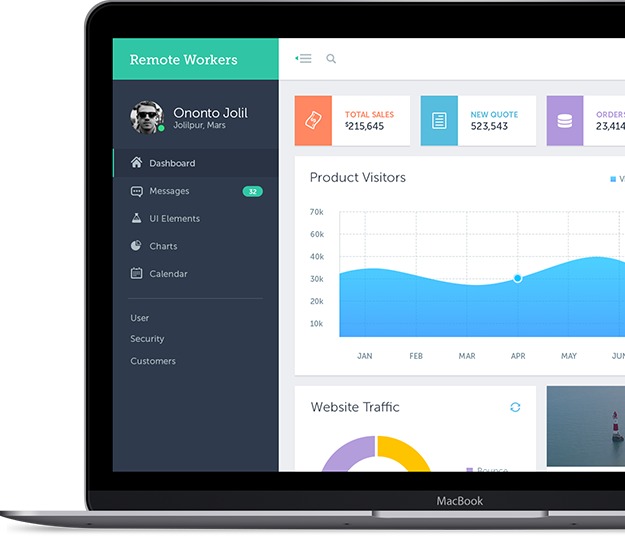 Remote Workers
Ononto Jolil
Jolilpur, Mars
Dashboard
Messages
32
UI Elements
Charts
Calendar
User
Security
Customers
TOTAL SALES
$215,645
NEW QUOTE
523,543
ORDERS
23,414
Product Visitors
V
70k
60k
40k
30k
20k
10k
JAN
FEB
MAR
APR
MAY
JUN
Website Traffic
Bounce
MacBook